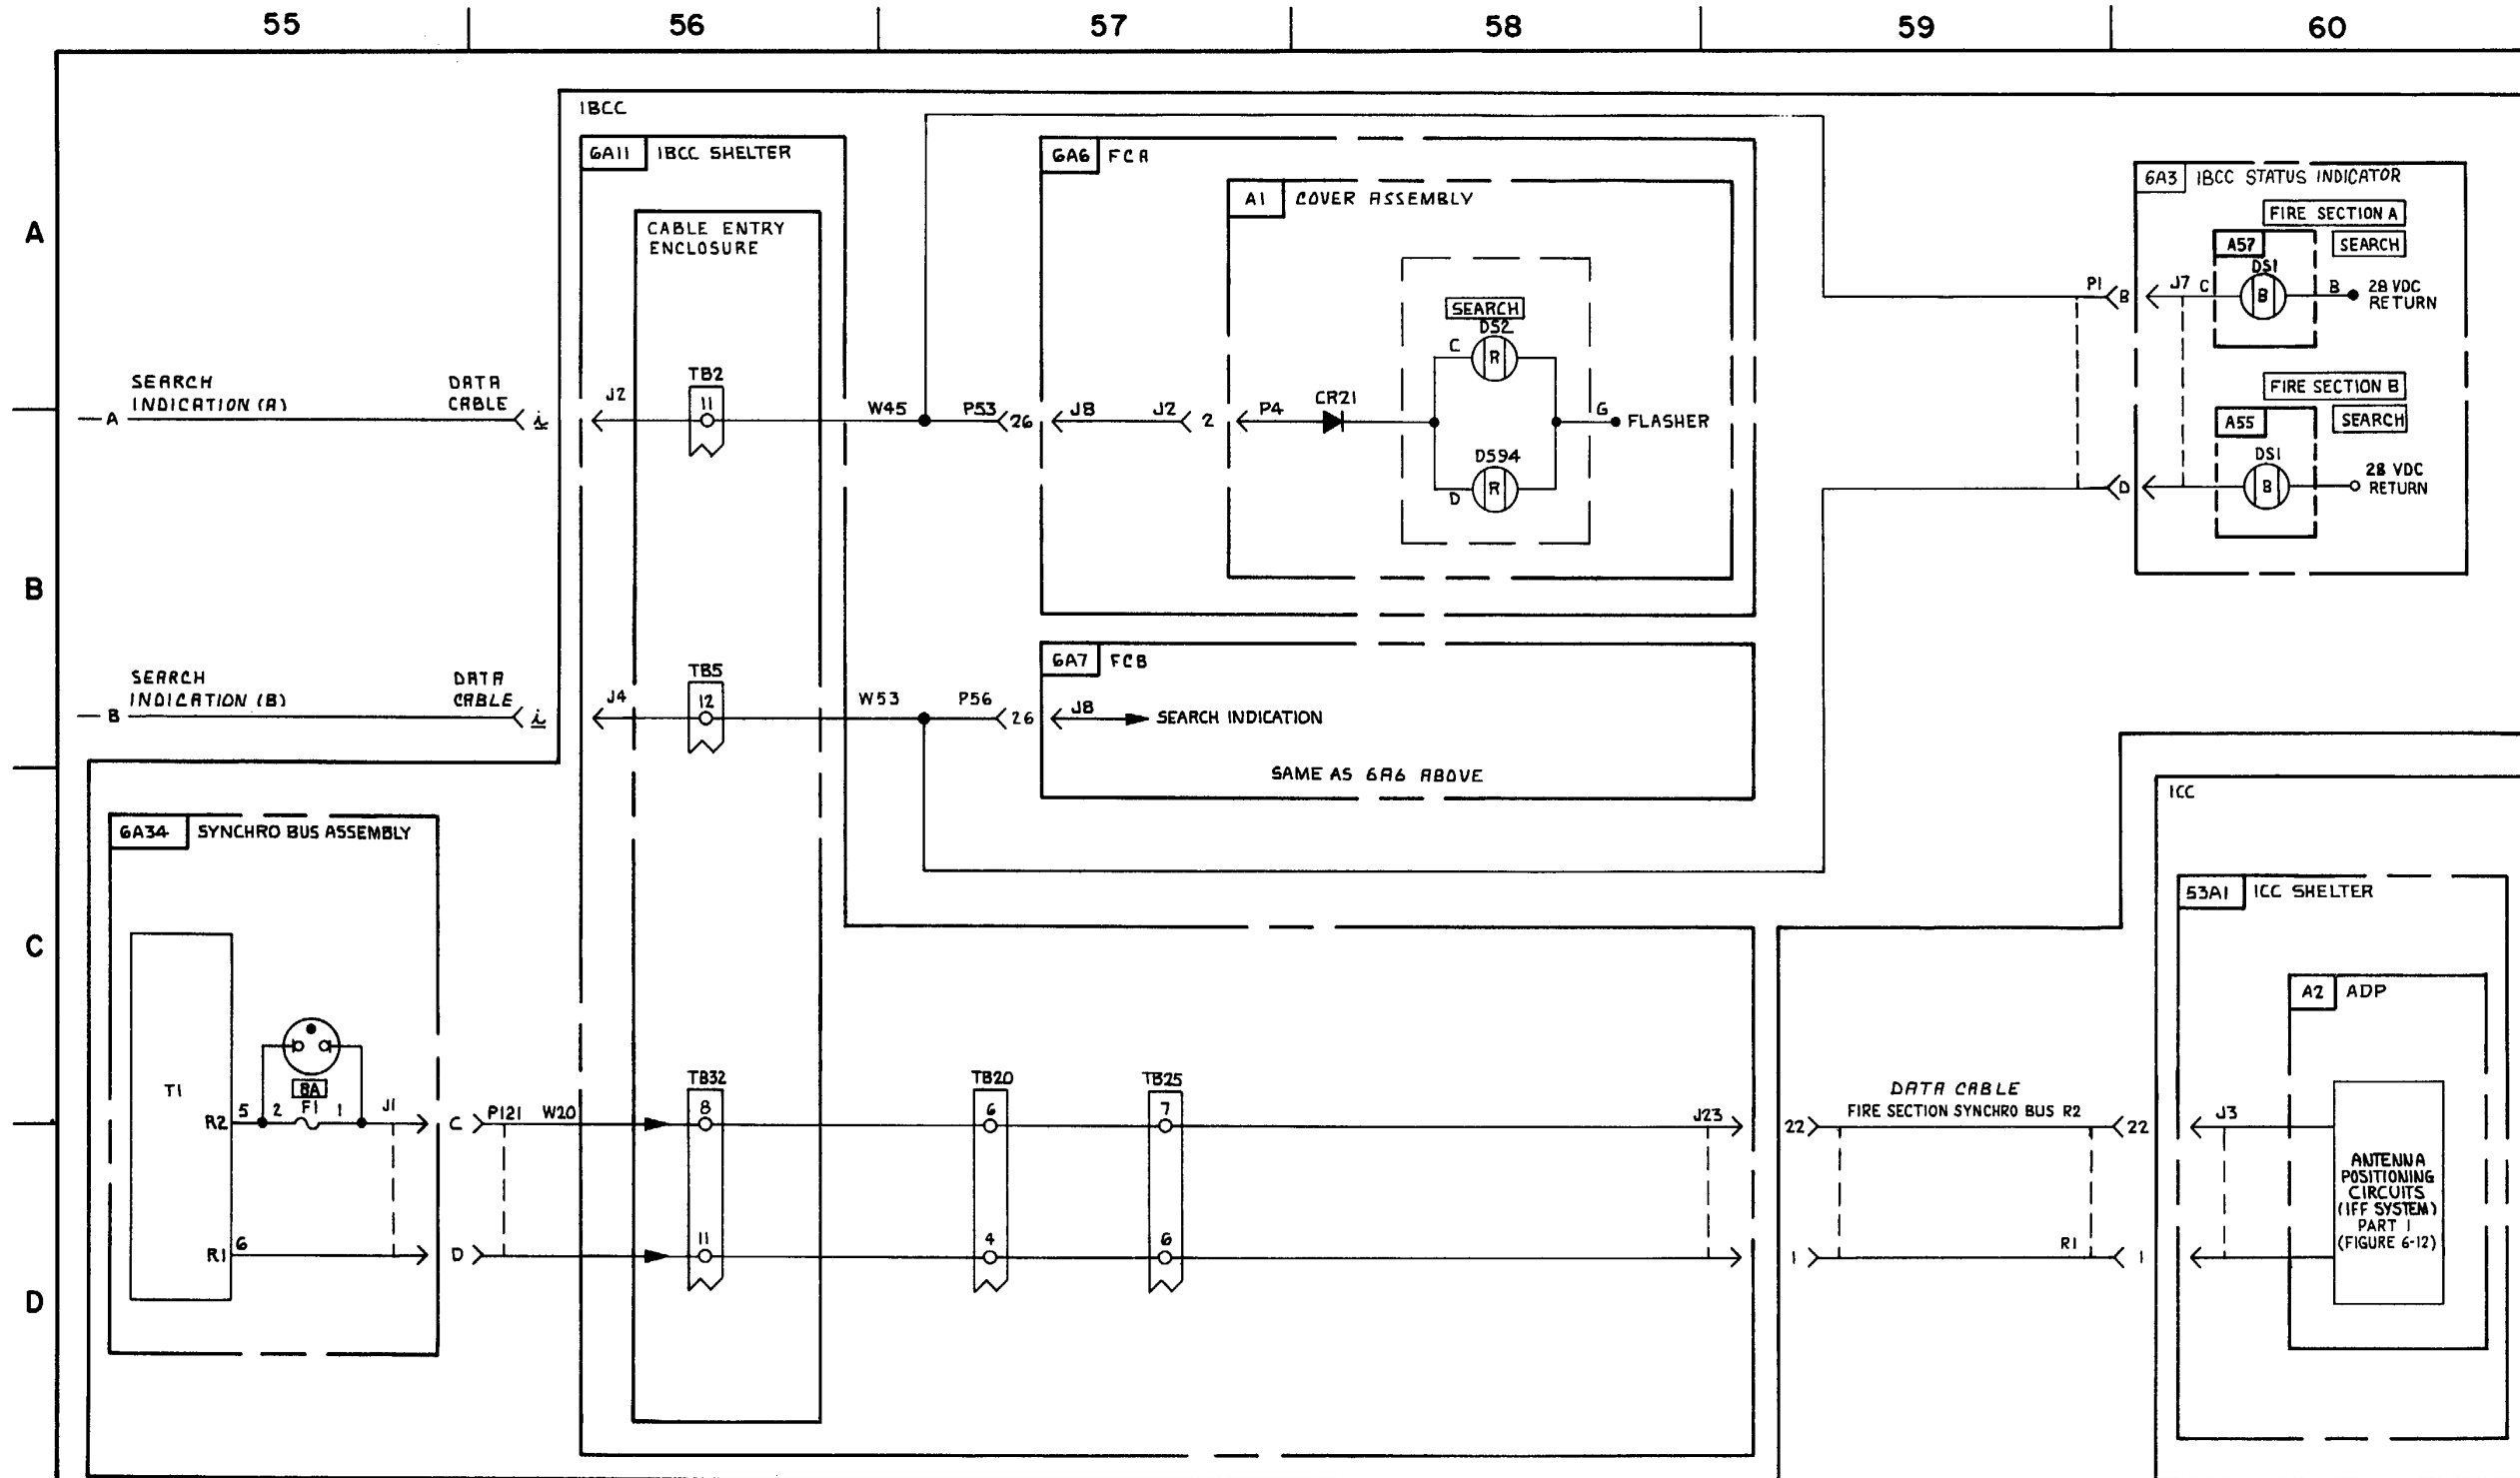 55 56 57 58 59 60
A
B
C
D
IBCC
6A11 IBCC SHELTER
CABLE ENTRY
ENCLOSURE
6A6 FCA
A1 COVER ASSEMBLY
SEARCH
DS2
C R
CR21
G FLASHER
DS94
D R
6A3 IBCC STATUS INDICATOR
FIRE SECTION A
A57 SEARCH
DS1
P1 B J7 C B B 28 VDC
RETURN
FIRE SECTION B
A55 SEARCH
DS1
D B 28 VDC
RETURN
SEARCH
INDICATION (A)
DATA
CABLE
A i J2
TB2
11
W45 P53 26 J8 J2 2 P4
SEARCH
INDICATION (B)
DATA
CABLE
B i J4
TB5
12
W53 P56 26 J8 SEARCH INDICATION
6A7 FCB
SAME AS 6A6 ABOVE
6A34 SYNCHRO BUS ASSEMBLY
T1
8A
F1
R2 5 2 1 J1 C P121 W20
R1 6 D
TB32
8
11
TB20
6
4
TB25
7
6
J23
22
1
DATA CABLE
FIRE SECTION SYNCHRO BUS R2
22
R1 1
ICC
53A1 ICC SHELTER
A2 ADP
J3
ANTENNA
POSITIONING
CIRCUITS
(IFF SYSTEM)
PART 1
(FIGURE 6-12)